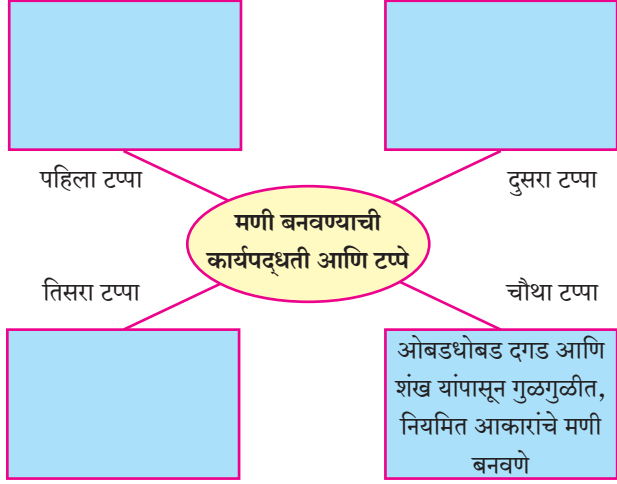 पहिला टप्पा
दुसरा टप्पा
मणी बनवण्याची
कार्यपद्धती आणि टप्पे
तिसरा टप्पा
चौथा टप्पा
ओबडधोबड दगड आणि
शंख यांपासून गुळगुळीत,
नियमित आकारांचे मणी
बनवणे